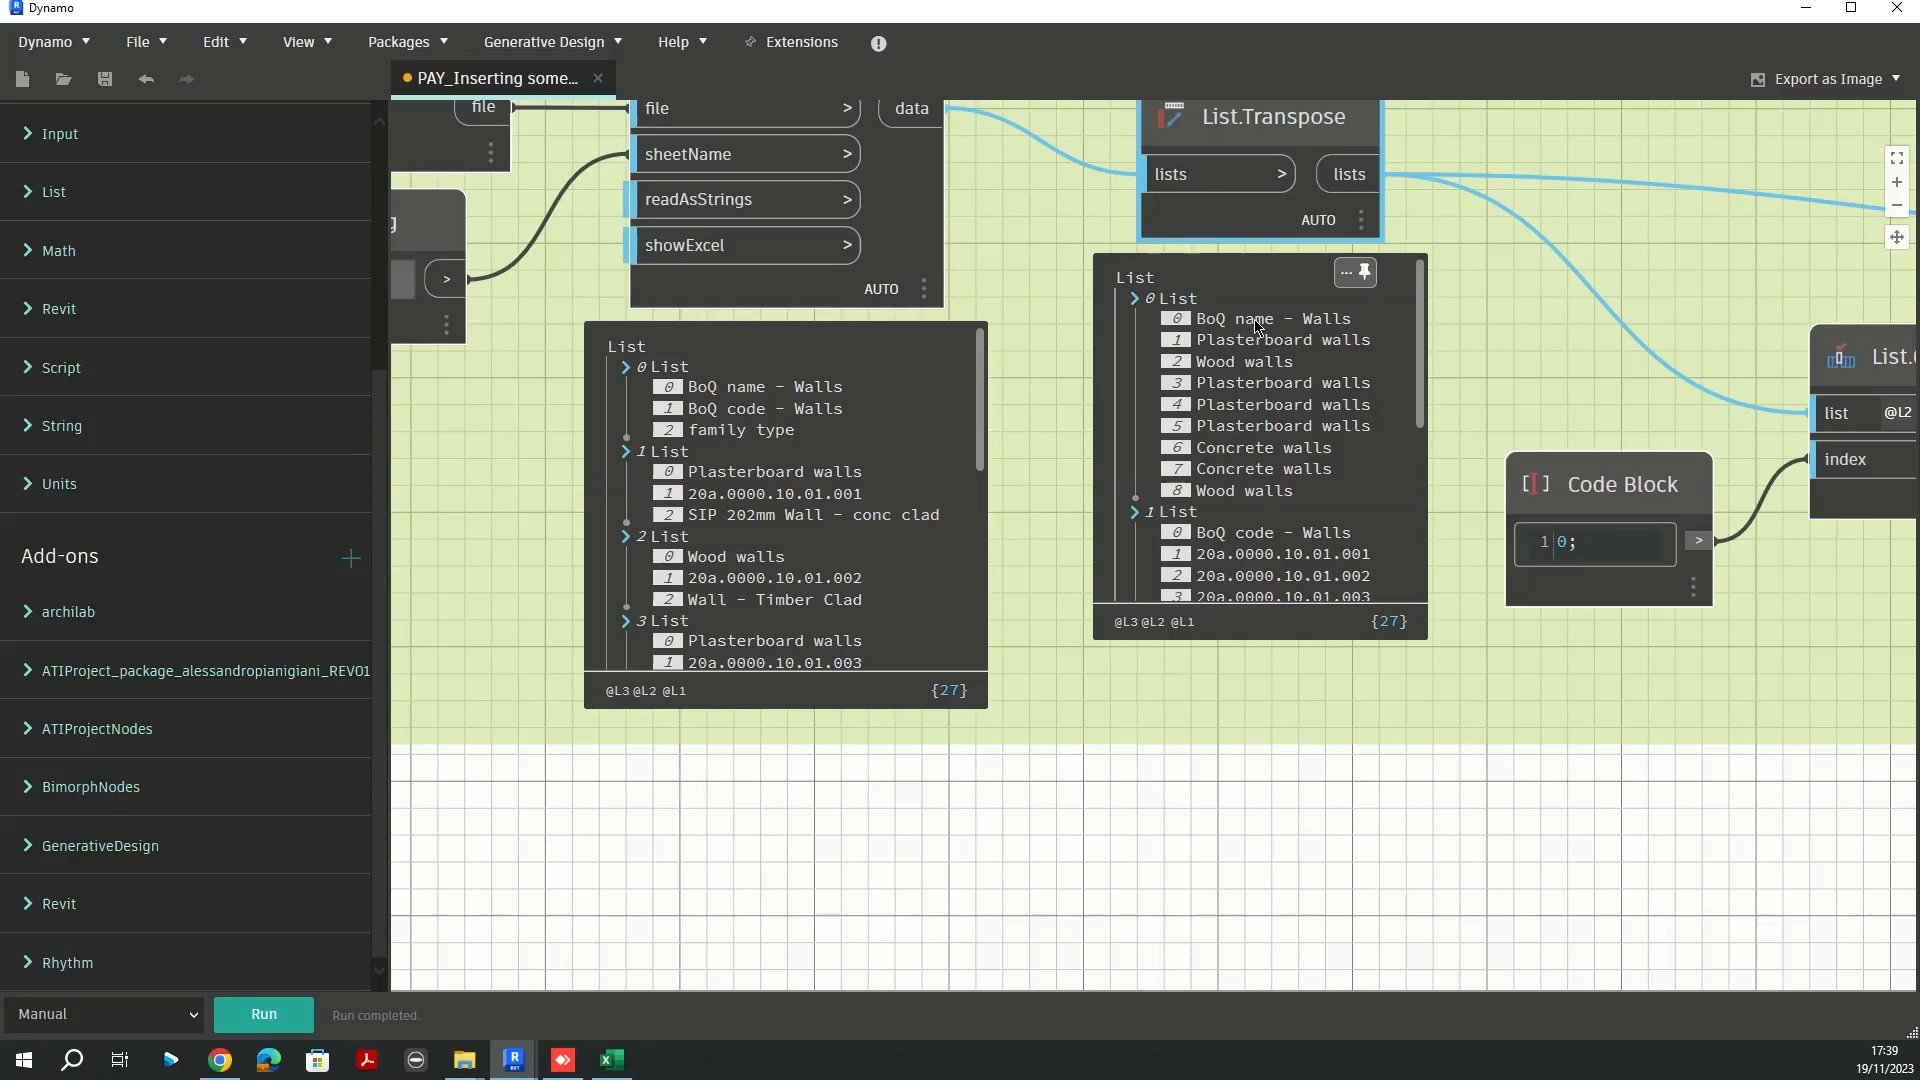 Dynamo
Dynamo File Edit View Packages Generative Design Help Extensions
PAY_Inserting some...
Export as Image
Input
List
Math
Revit
Script
String
Units
Add-ons
archilab
ATIProject_package_alessandropianigiani_REV01
ATIProjectNodes
BimorphNodes
GenerativeDesign
Revit
Rhythm
file
g
>
file >
sheetName >
readAsStrings >
showExcel >
data
AUTO
List
0 List
0 BoQ name - Walls
1 BoQ code - Walls
2 family type
1 List
0 Plasterboard walls
1 20a.0000.10.01.001
2 SIP 202mm Wall - conc clad
2 List
0 Wood walls
1 20a.0000.10.01.002
2 Wall - Timber Clad
3 List
0 Plasterboard walls
1 20a.0000.10.01.003
@L3 @L2 @L1 {27}
List.Transpose
lists > lists
AUTO
List
0 List
0 BoQ name - Walls
1 Plasterboard walls
2 Wood walls
3 Plasterboard walls
4 Plasterboard walls
5 Plasterboard walls
6 Concrete walls
7 Concrete walls
8 Wood walls
1 List
0 BoQ code - Walls
1 20a.0000.10.01.001
2 20a.0000.10.01.002
3 20a.0000.10.01.003
@L3 @L2 @L1 {27}
Code Block
1 0;
>
List.
list @L2
index
Manual
Run
Run completed.
17:39
19/11/2023